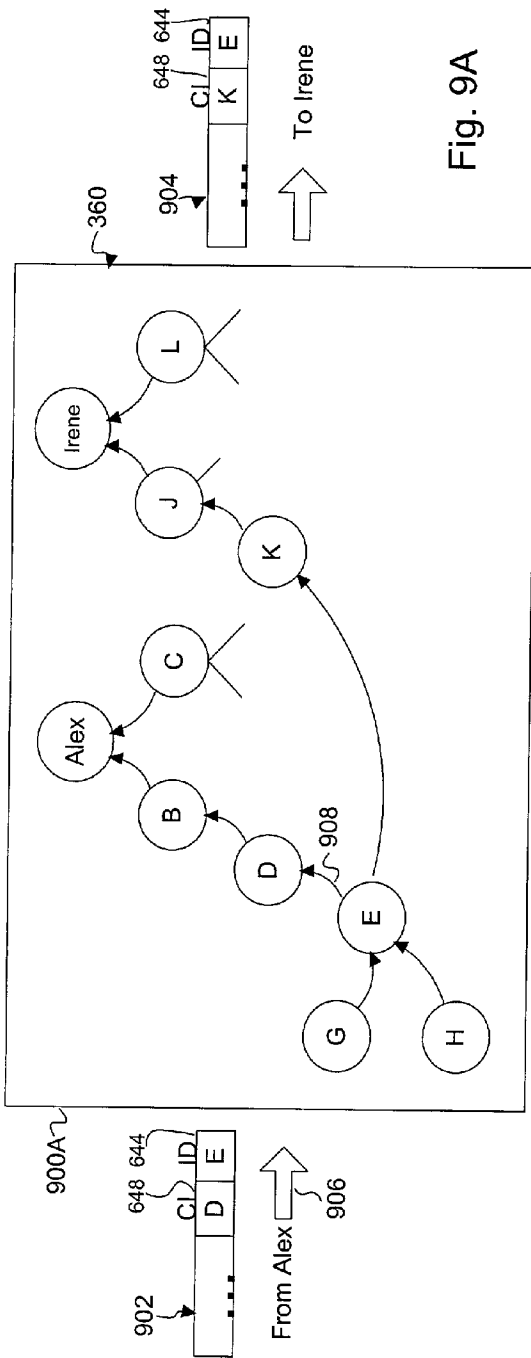 900A
360
902
CI 648
ID 644
D E
From Alex
906
Alex
B
C
D
908
E
G
H
Irene
J
L
K
904
CI 648
ID 644
K E
To Irene
Fig. 9A